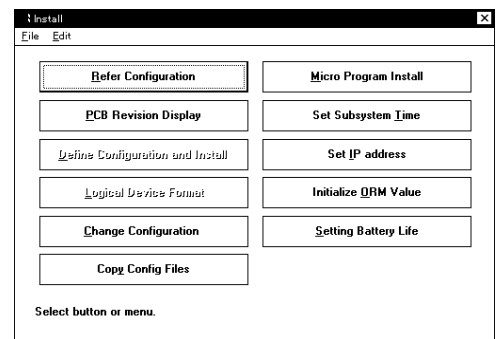 Install
File Edit
Refer Configuration
Micro Program Install
PCB Revision Display
Set Subsystem Time
Define Configuration and Install
Set IP address
Logical Device Format
Initialize ORM Value
Change Configuration
Setting Battery Life
Copy Config Files
Select button or menu.